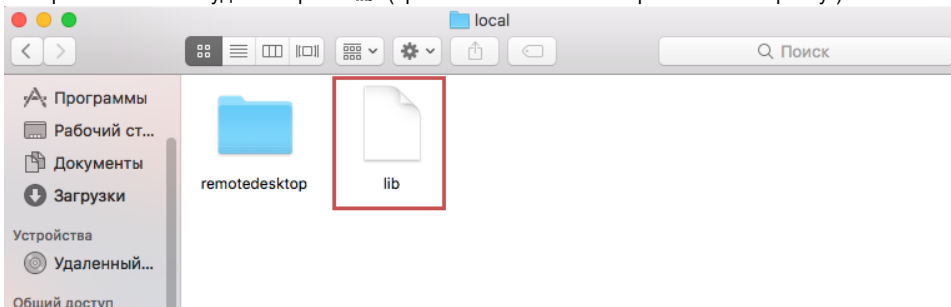 local
Поиск
Программы
Рабочий ст...
Документы
Загрузки
Устройства
Удаленный...
Общий доступ
remotedesktop
lib